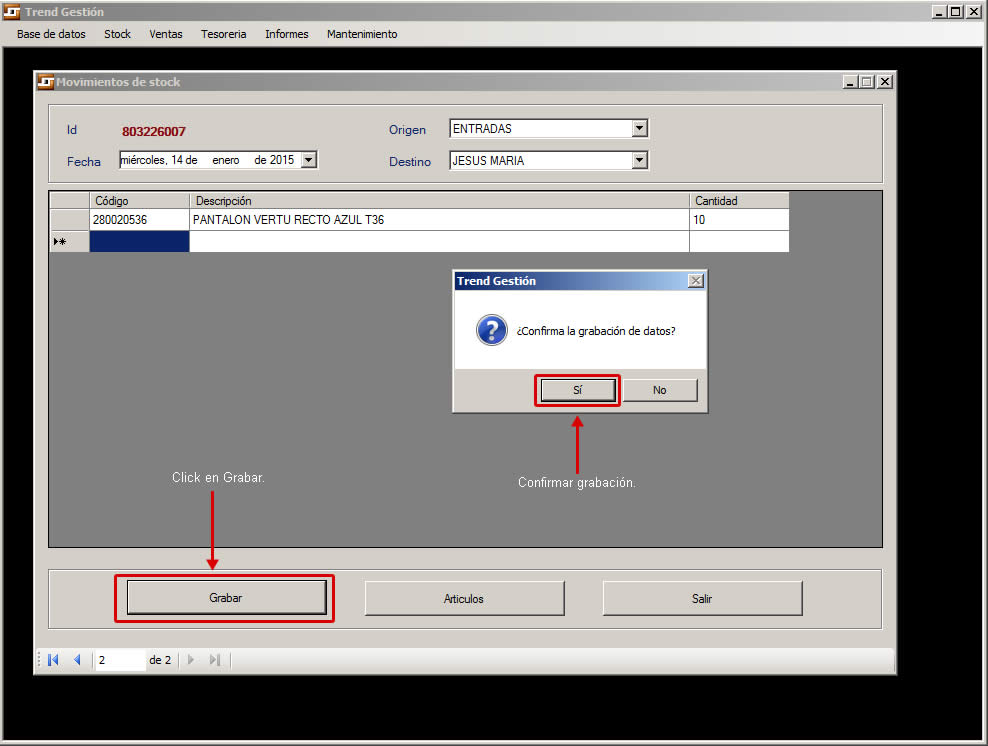 Trend Gestión
Base de datos Stock Ventas Tesoreria Informes Mantenimiento
Movimientos de stock
Id 803226007 Origen ENTRADAS
Fecha miércoles, 14 de enero de 2015 Destino JESUS MARIA
Código Descripción Cantidad
280020536 PANTALON VERTU RECTO AZUL T36 10
Trend Gestión
¿Confirma la grabación de datos?
Sí No
Click en Grabar.
Confirmar grabación.
Grabar Articulos Salir
2 de 2